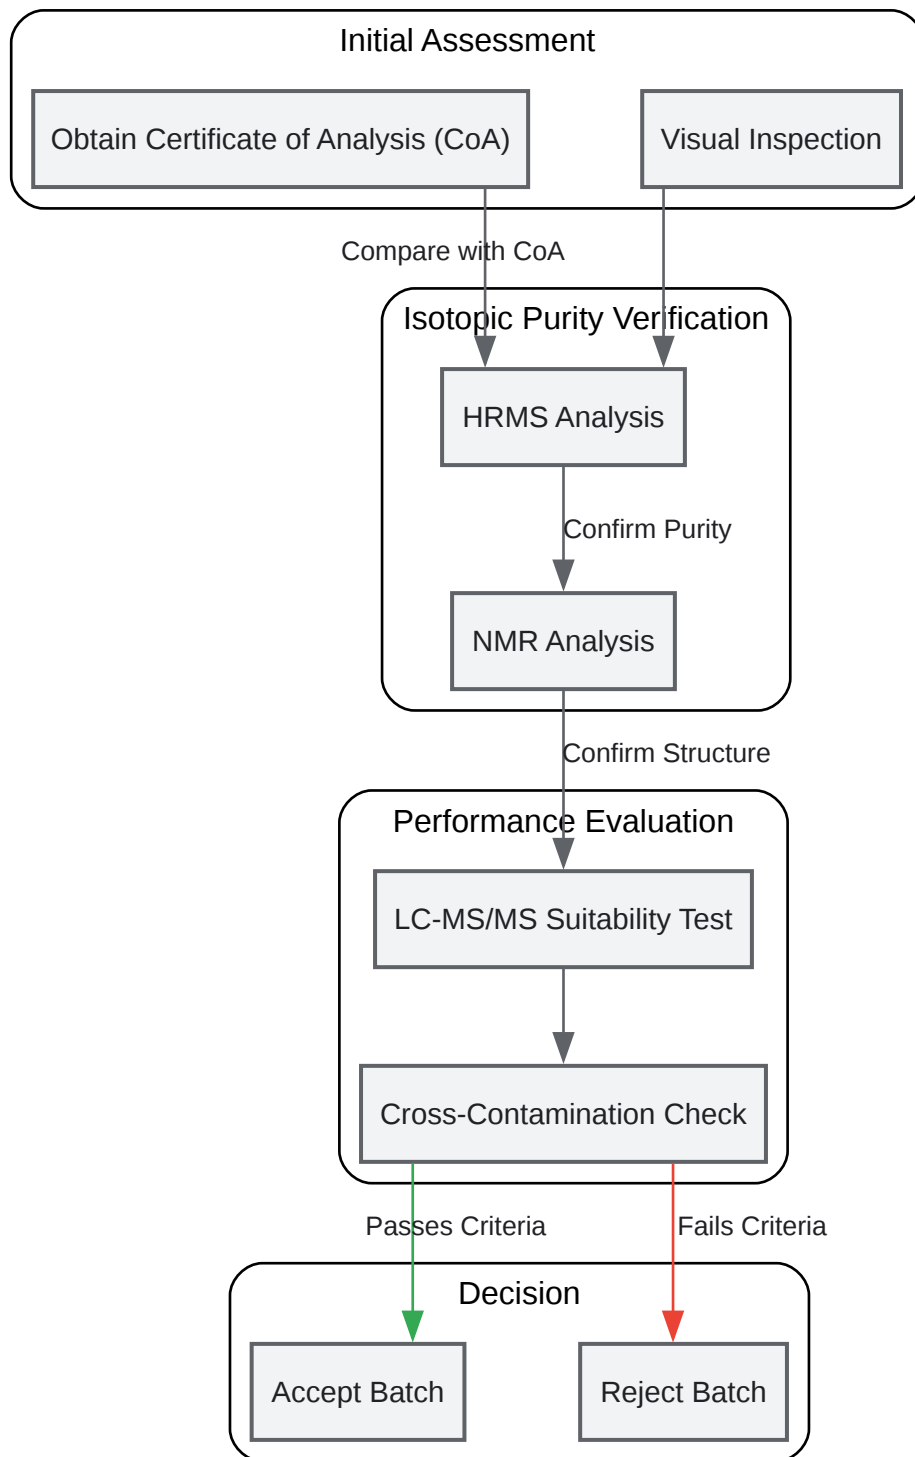 Initial Assessment
Obtain Certificate of Analysis (CoA)
Visual Inspection
Compare with CoA
Isotopic Purity Verification
HRMS Analysis
Confirm Purity
NMR Analysis
Confirm Structure
Performance Evaluation
LC-MS/MS Suitability Test
Cross-Contamination Check
Passes Criteria
Fails Criteria
Decision
Accept Batch
Reject Batch